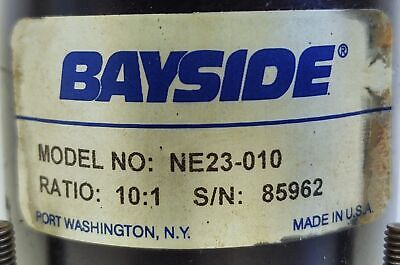 BAYSIDE®
MODEL NO: NE23-010
RATIO: 10:1 S/N: 85962
PORT WASHINGTON, N.Y. MADE IN U.S.A.